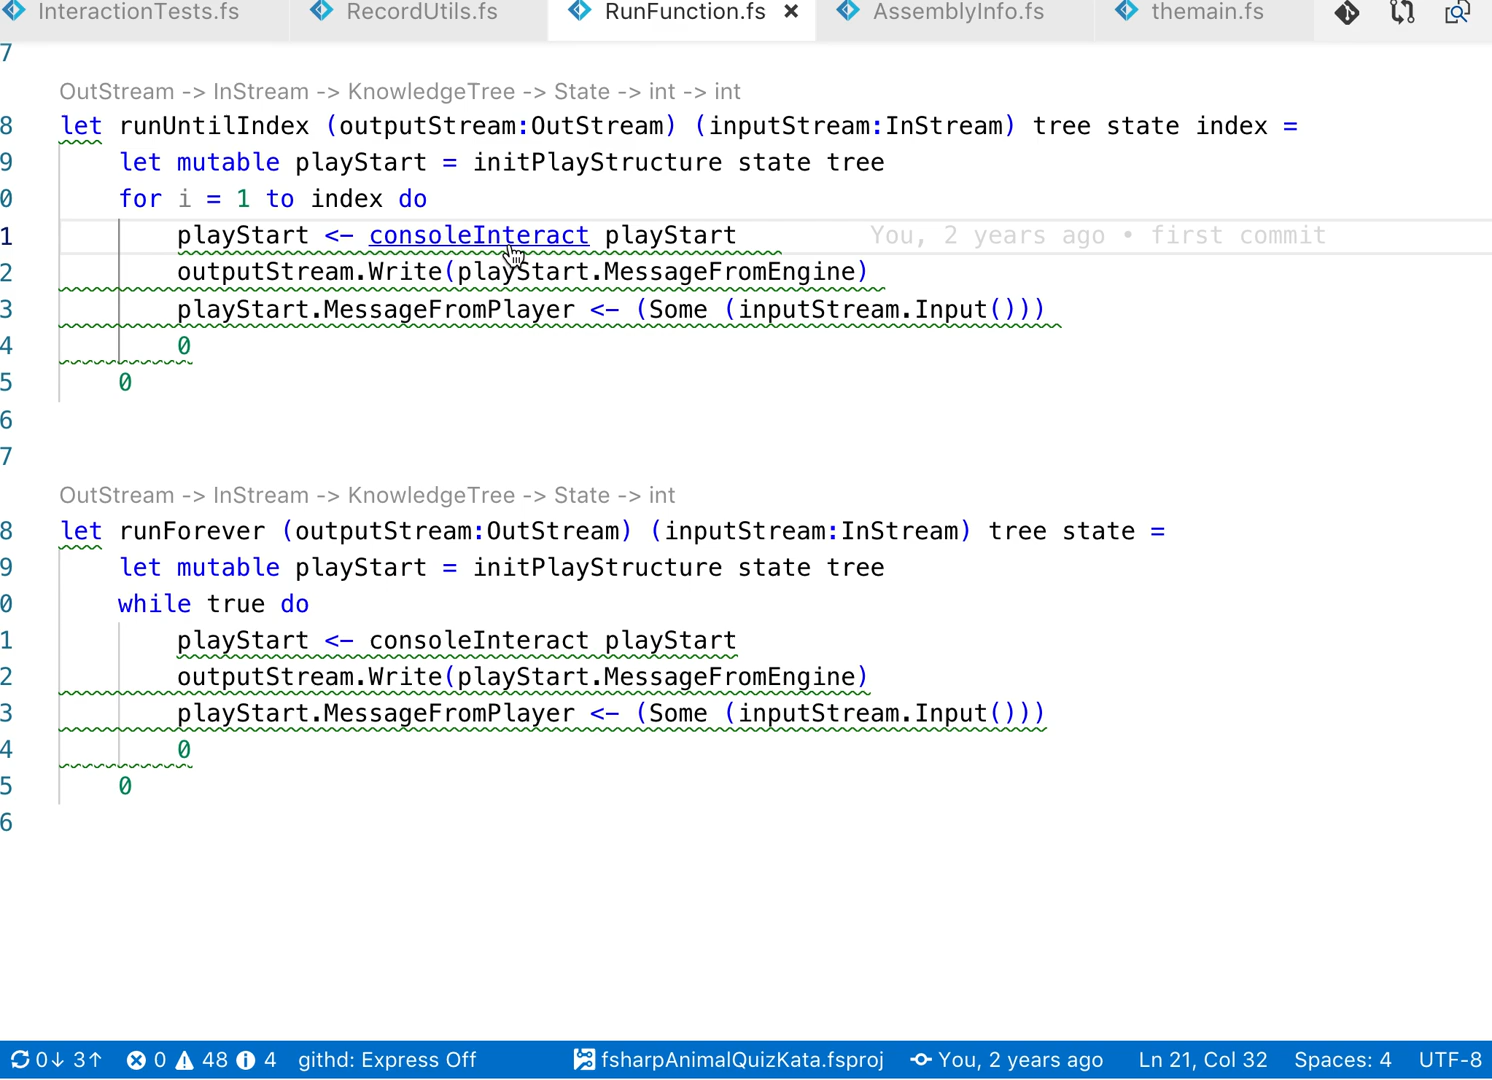 InteractionTests.fs RecordUtils.fs RunFunction.fs × AssemblyInfo.fs themain.fs
7
OutStream -> InStream -> KnowledgeTree -> State -> int -> int
8 let runUntilIndex (outputStream:OutStream) (inputStream:InStream) tree state index =
9 let mutable playStart = initPlayStructure state tree
0 for i = 1 to index do
1 playStart <- consoleInteract playStart You, 2 years ago • first commit
2 outputStream.Write(playStart.MessageFromEngine)
3 playStart.MessageFromPlayer <- (Some (inputStream.Input()))
4 0
5 0
6
7
OutStream -> InStream -> KnowledgeTree -> State -> int
8 let runForever (outputStream:OutStream) (inputStream:InStream) tree state =
9 let mutable playStart = initPlayStructure state tree
0 while true do
1 playStart <- consoleInteract playStart
2 outputStream.Write(playStart.MessageFromEngine)
3 playStart.MessageFromPlayer <- (Some (inputStream.Input()))
4 0
5 0
6
0↓ 3↑ 0 48 4 githd: Express Off fsharpAnimalQuizKata.fsproj You, 2 years ago Ln 21, Col 32 Spaces: 4 UTF-8